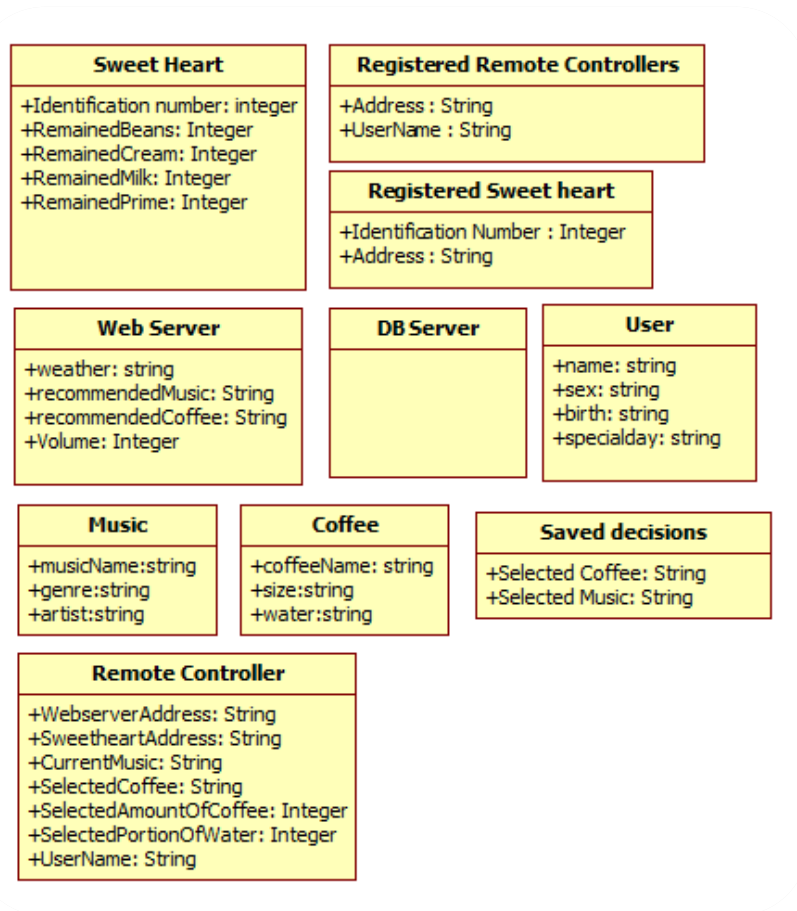 Sweet Heart
+Identification number: integer
+RemainedBeans: Integer
+RemainedCream: Integer
+RemainedMilk: Integer
+RemainedPrime: Integer
Registered Remote Controllers
+Address : String
+UserName : String
Registered Sweet heart
+Identification Number : Integer
+Address : String
Web Server
+weather: string
+recommendedMusic: String
+recommendedCoffee: String
+Volume: Integer
DB Server
User
+name: string
+sex: string
+birth: string
+specialday: string
Music
+musicName:string
+genre:string
+artist:string
Coffee
+coffeeName: string
+size:string
+water:string
Saved decisions
+Selected Coffee: String
+Selected Music: String
Remote Controller
+WebserverAddress: String
+SweetheartAddress: String
+CurrentMusic: String
+SelectedCoffee: String
+SelectedAmountOfCoffee: Integer
+SelectedPortionOfWater: Integer
+UserName: String